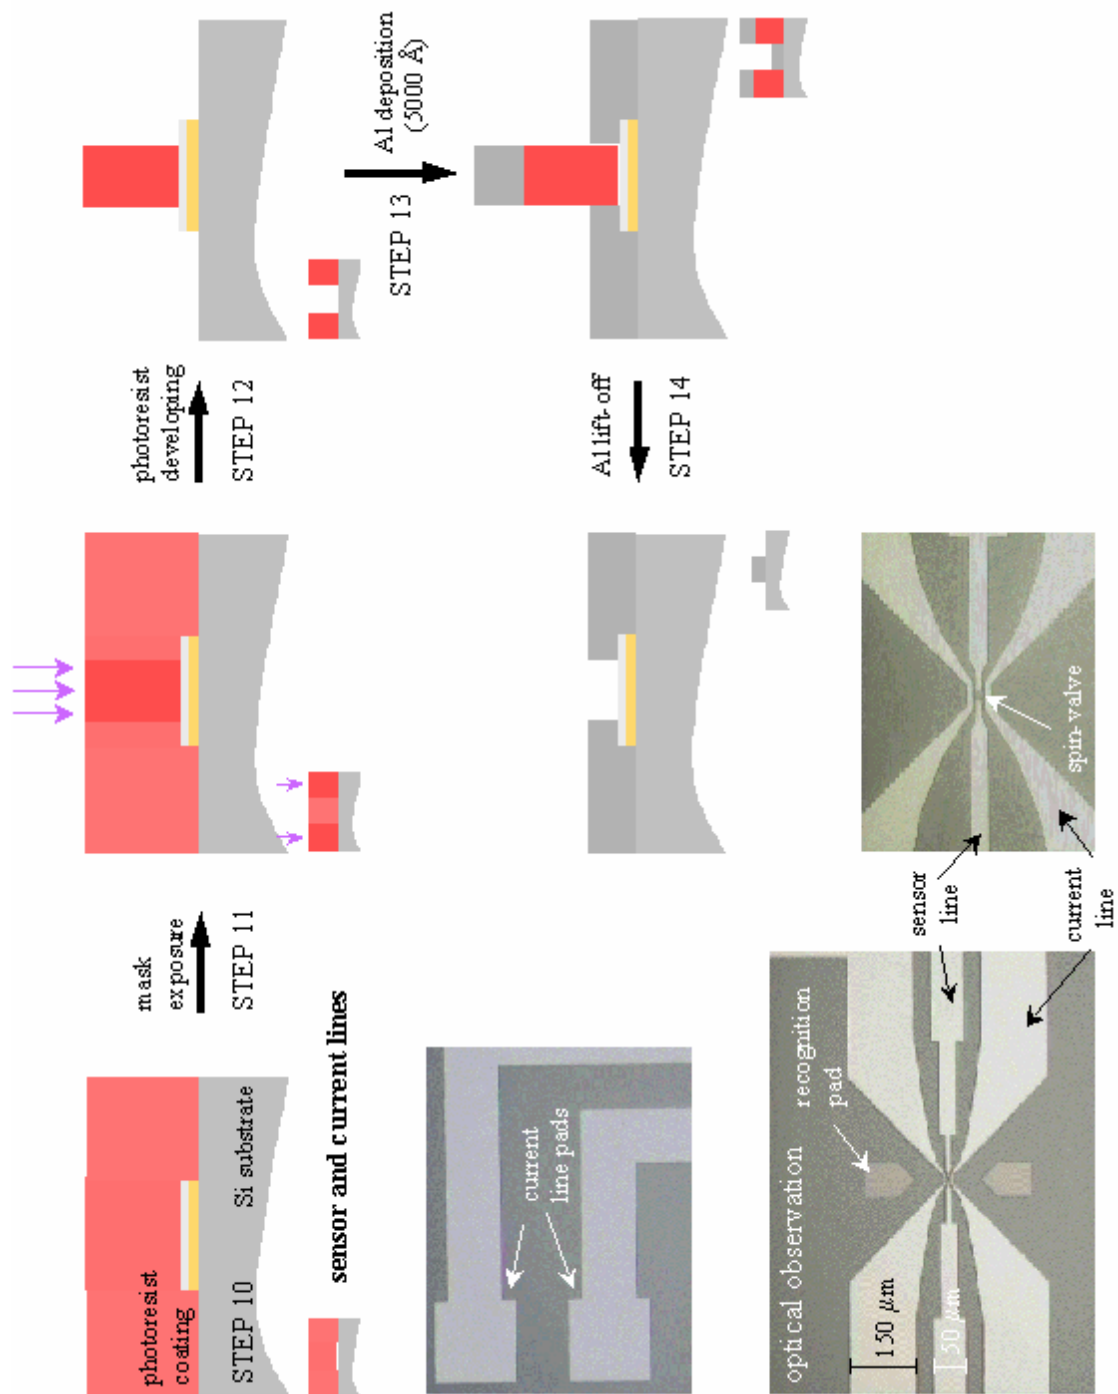 photoresist
coating
STEP 10
Si substrate
mask
exposure
STEP 11
photoresist
developing
STEP 12
Al deposition
(5000 Å)
STEP 13
Al lift-off
STEP 14
sensor and current lines
current
line pads
optical observation
recognition
pad
150 µm
50 µm
sensor
line
current
line
spin-valve